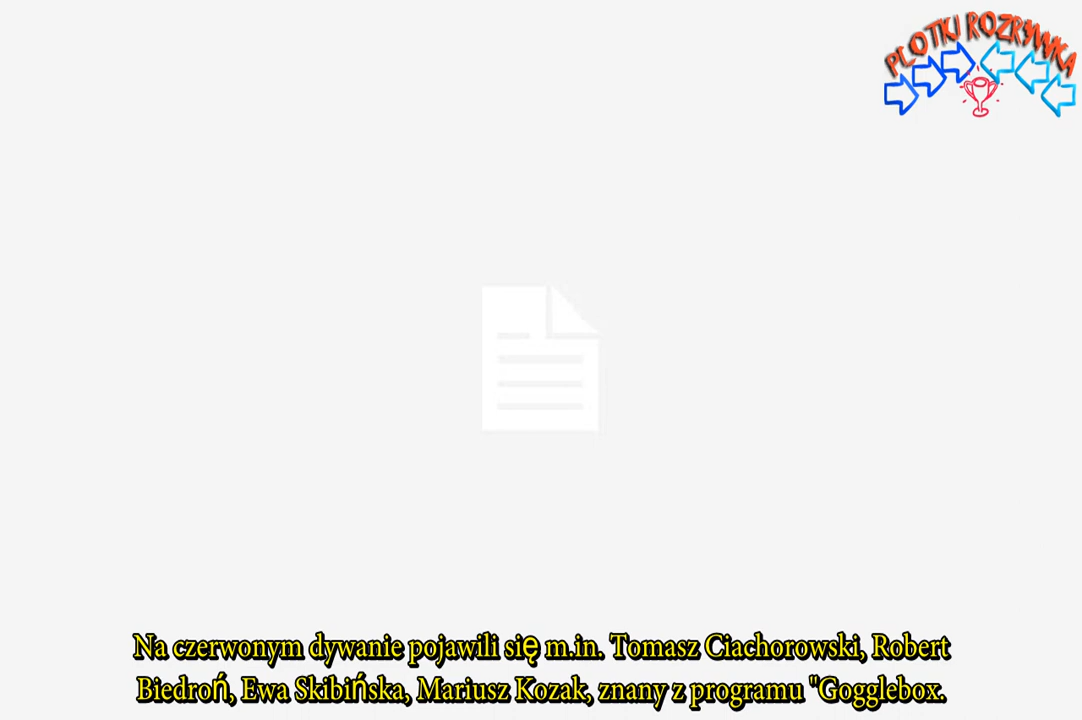 PLOTKI ROZRYWKA
Na czerwonym dywanie pojawili się m.in. Tomasz Ciachorowski, Robert
Biedroń, Ewa Skibińska, Mariusz Kozak, znany z programu "Gogglebox.